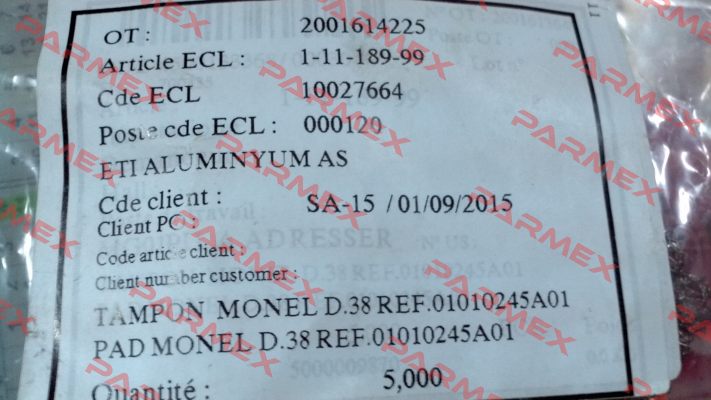 OT : 2001614225
Article ECL : 1-11-189-99
Cde ECL 10027664
Poste cde ECL : 000120
ETI ALUMINYUM AS
Cde client : SA-15 / 01/09/2015
Client PO :
Code article client :
Client number customer :
TAMPON MONEL D.38 REF.01010245A01
PAD MONEL D.38 REF.01010245A01
Quantité : 5,000
PARMEX